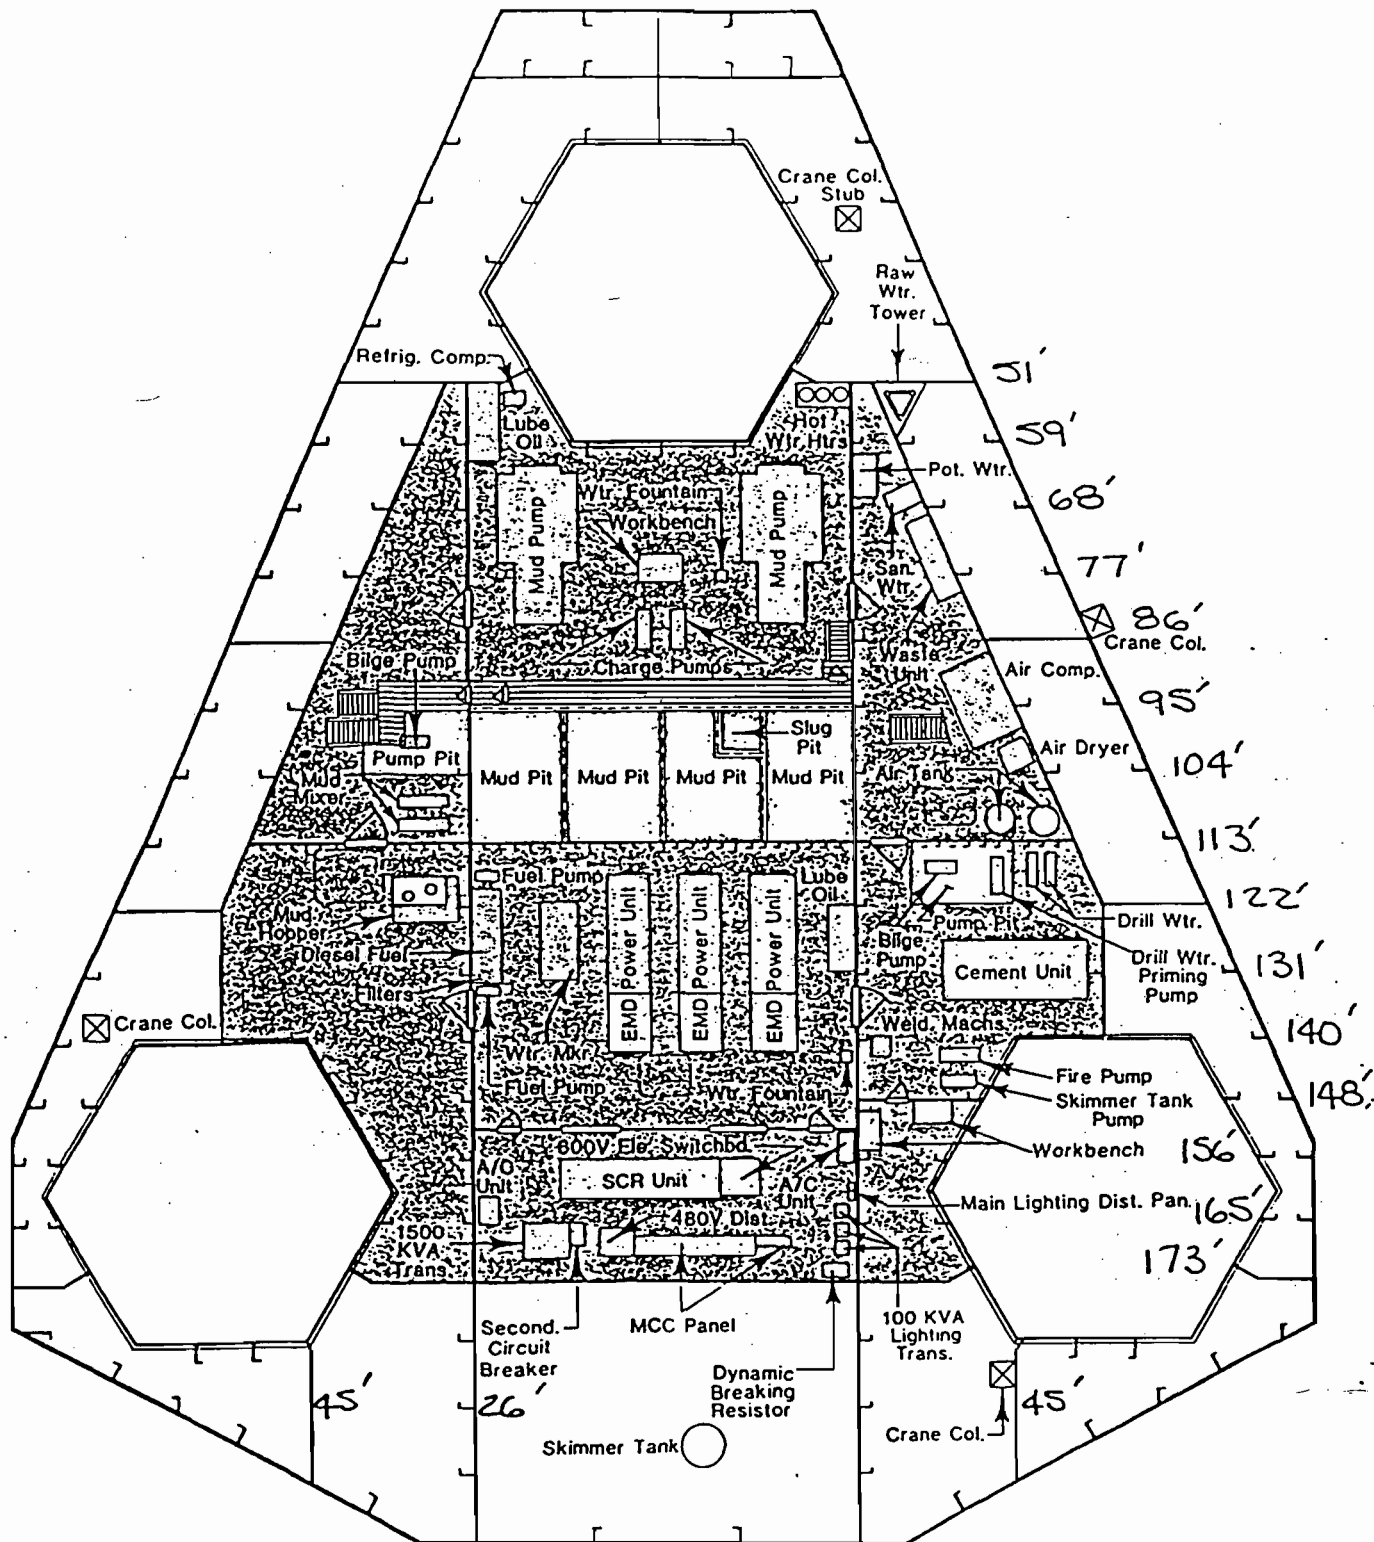 Crane Col.
Stub
Raw
Wtr.
Tower
Refrig. Comp.
51'
Lube
Oil
Hot
Wtr Htrs
59'
Pot. Wtr.
Wtr. Fountain
Workbench
Mud Pump
Mud Pump
68'
San.
Wtr.
77'
86'
Crane Col.
Bilge Pump
Charge Pumps
Waste
Unit
Air Comp.
95'
Slug
Pit
Air Dryer
104'
Pump Pit
Mud Pit
Mud Pit
Mud Pit
Mud Pit
Air Tank
Mud
Mixer
113'
Fuel Pump
Lube
Oil
122'
Mud
Hopper
EMD Power Unit
EMD Power Unit
EMD Power Unit
Pump Pit
Drill Wtr.
Diesel Fuel
Bilge
Pump
Cement Unit
Drill Wtr.
Priming
Pump
131'
Filters
Crane Col.
Weld. Machs.
140'
Wtr. Mkr.
Fuel Pump
Wtr. Fountain
Fire Pump
Skimmer Tank
Pump
148'
600V Ele. Switchbd.
Workbench
156'
A/C
Unit
SCR Unit
A/C
Unit
Main Lighting Dist. Pan.
165'
1500
KVA
Trans.
480V Dist.
173'
Second.
Circuit
Breaker
MCC Panel
100 KVA
Lighting
Trans.
Dynamic
Breaking
Resistor
45'
26'
45'
Crane Col.
Skimmer Tank